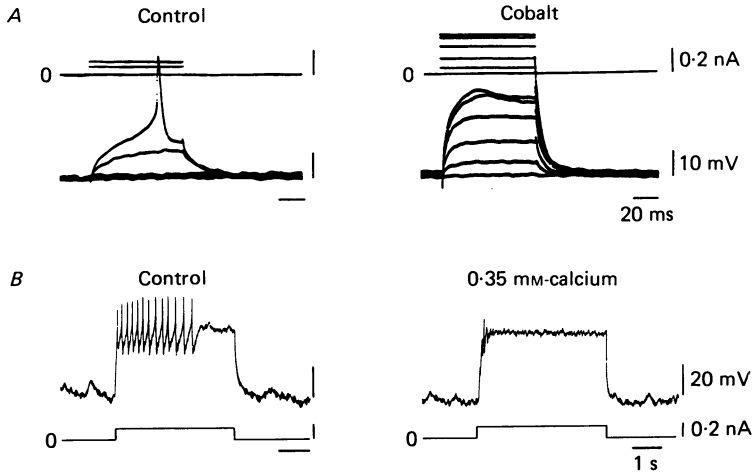 A
Control
Cobalt
0
0
0·2 nA
10 mV
20 ms
B
Control
0·35 mM-calcium
20 mV
0
0
0·2 nA
1 s